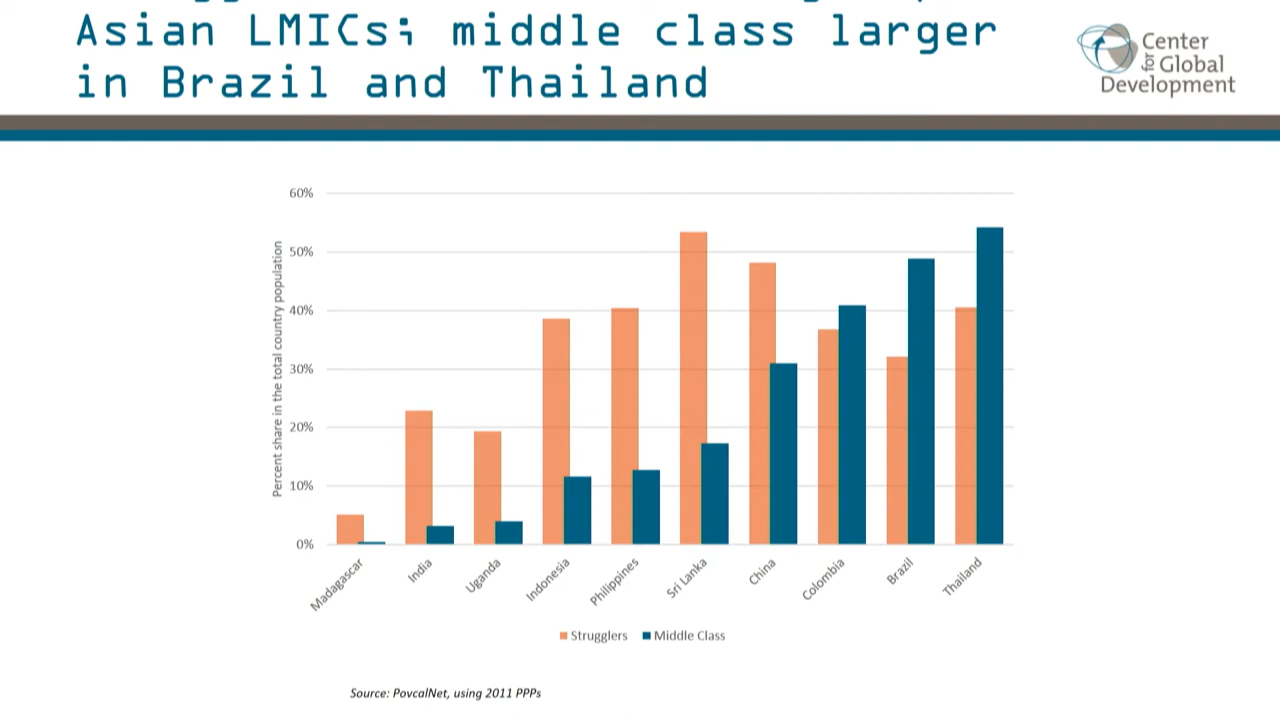 Asian LMICs; middle class larger
in Brazil and Thailand
Center
for Global
Development
60%
50%
40%
30%
20%
10%
0%
Percent share in the total country population
Madagascar
India
Uganda
Indonesia
Philippines
Sri Lanka
China
Colombia
Brazil
Thailand
Strugglers
Middle Class
Source: PovcalNet, using 2011 PPPs